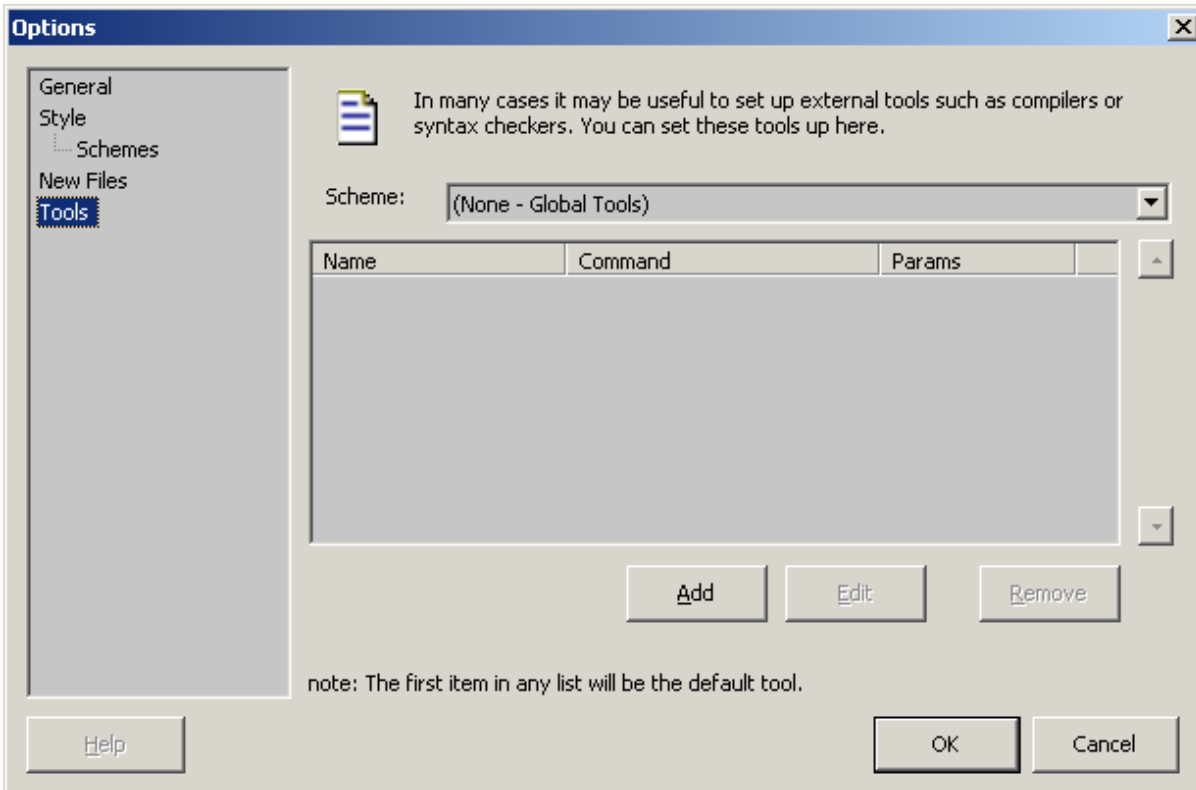 Options
General
Style
Schemes
New Files
Tools
In many cases it may be useful to set up external tools such as compilers or
syntax checkers. You can set these tools up here.
Scheme:
(None - Global Tools)
Name Command Params
Add Edit Remove
note: The first item in any list will be the default tool.
Help OK Cancel